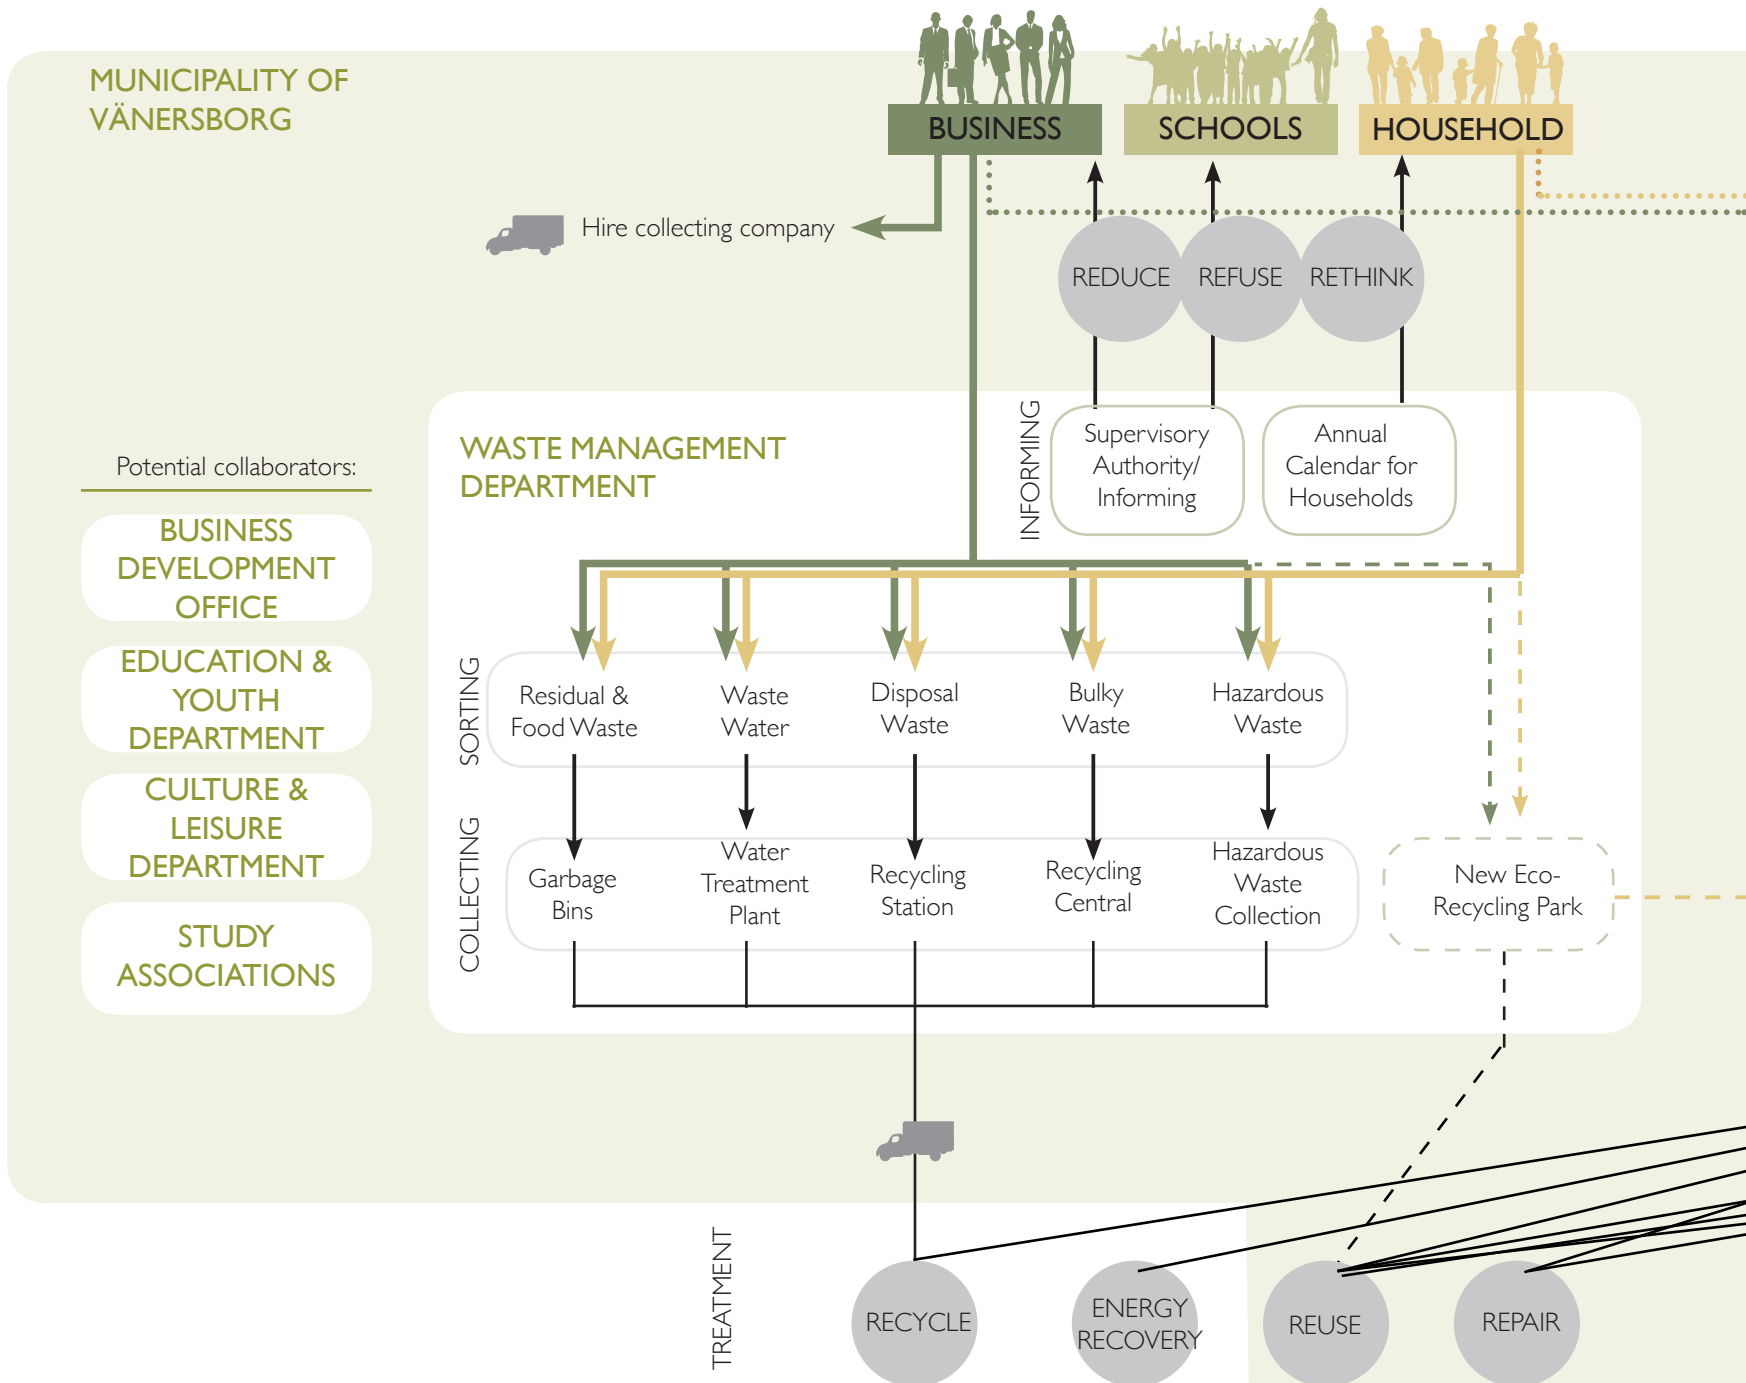 MUNICIPALITY OF
VÄNERSBORG
BUSINESS
SCHOOLS
HOUSEHOLD
Hire collecting company
REDUCE
REFUSE
RETHINK
INFORMING
Supervisory
Authority/
Informing
Annual
Calendar for
Households
WASTE MANAGEMENT
DEPARTMENT
Potential collaborators:
BUSINESS
DEVELOPMENT
OFFICE
EDUCATION &
YOUTH
DEPARTMENT
CULTURE &
LEISURE
DEPARTMENT
STUDY
ASSOCIATIONS
SORTING
Residual &
Food Waste
Waste
Water
Disposal
Waste
Bulky
Waste
Hazardous
Waste
COLLECTING
Garbage
Bins
Water
Treatment
Plant
Recycling
Station
Recycling
Central
Hazardous
Waste
Collection
New Eco-
Recycling Park
TREATMENT
RECYCLE
ENERGY
RECOVERY
REUSE
REPAIR